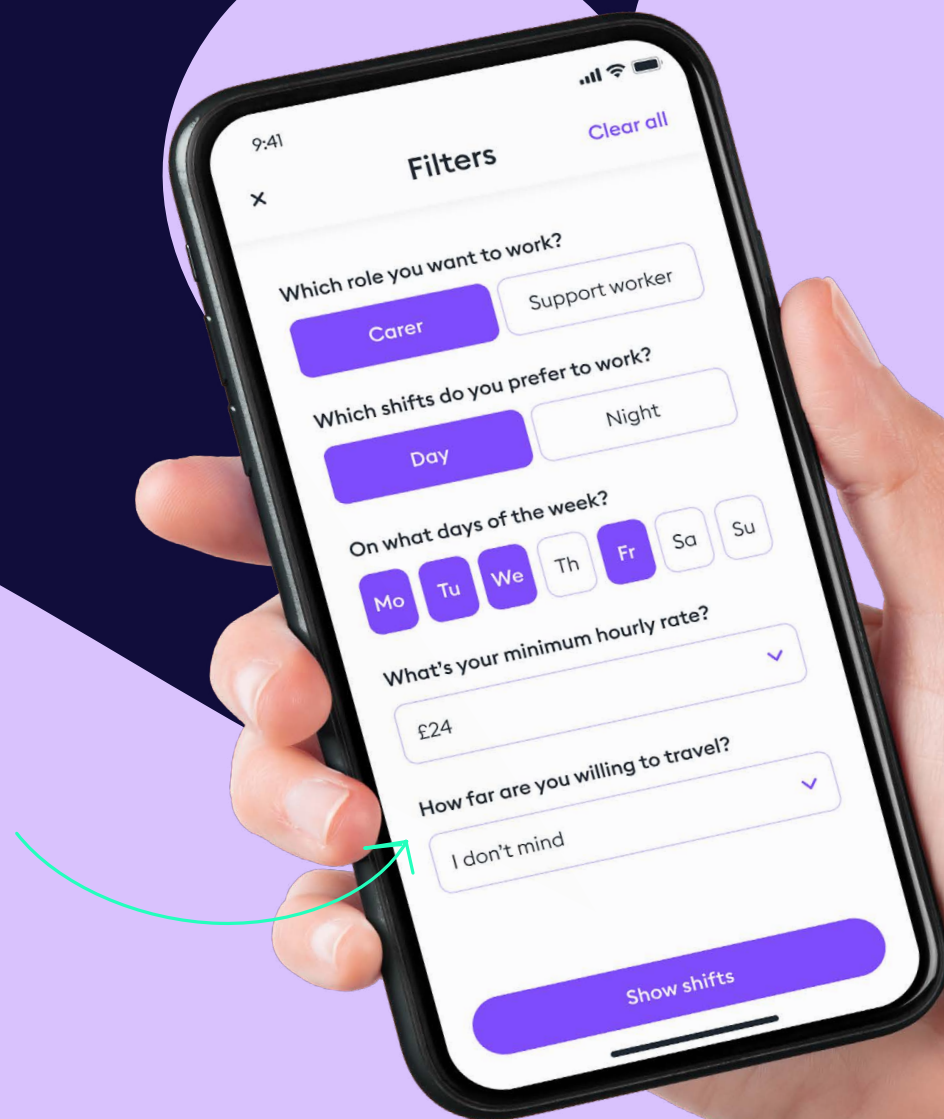 9:41
Filters
Clear all
Which role you want to work?
Carer
Support worker
Which shifts do you prefer to work?
Day
Night
On what days of the week?
Mo Tu We Th Fr Sa Su
What's your minimum hourly rate?
£24
How far are you willing to travel?
I don't mind
Show shifts